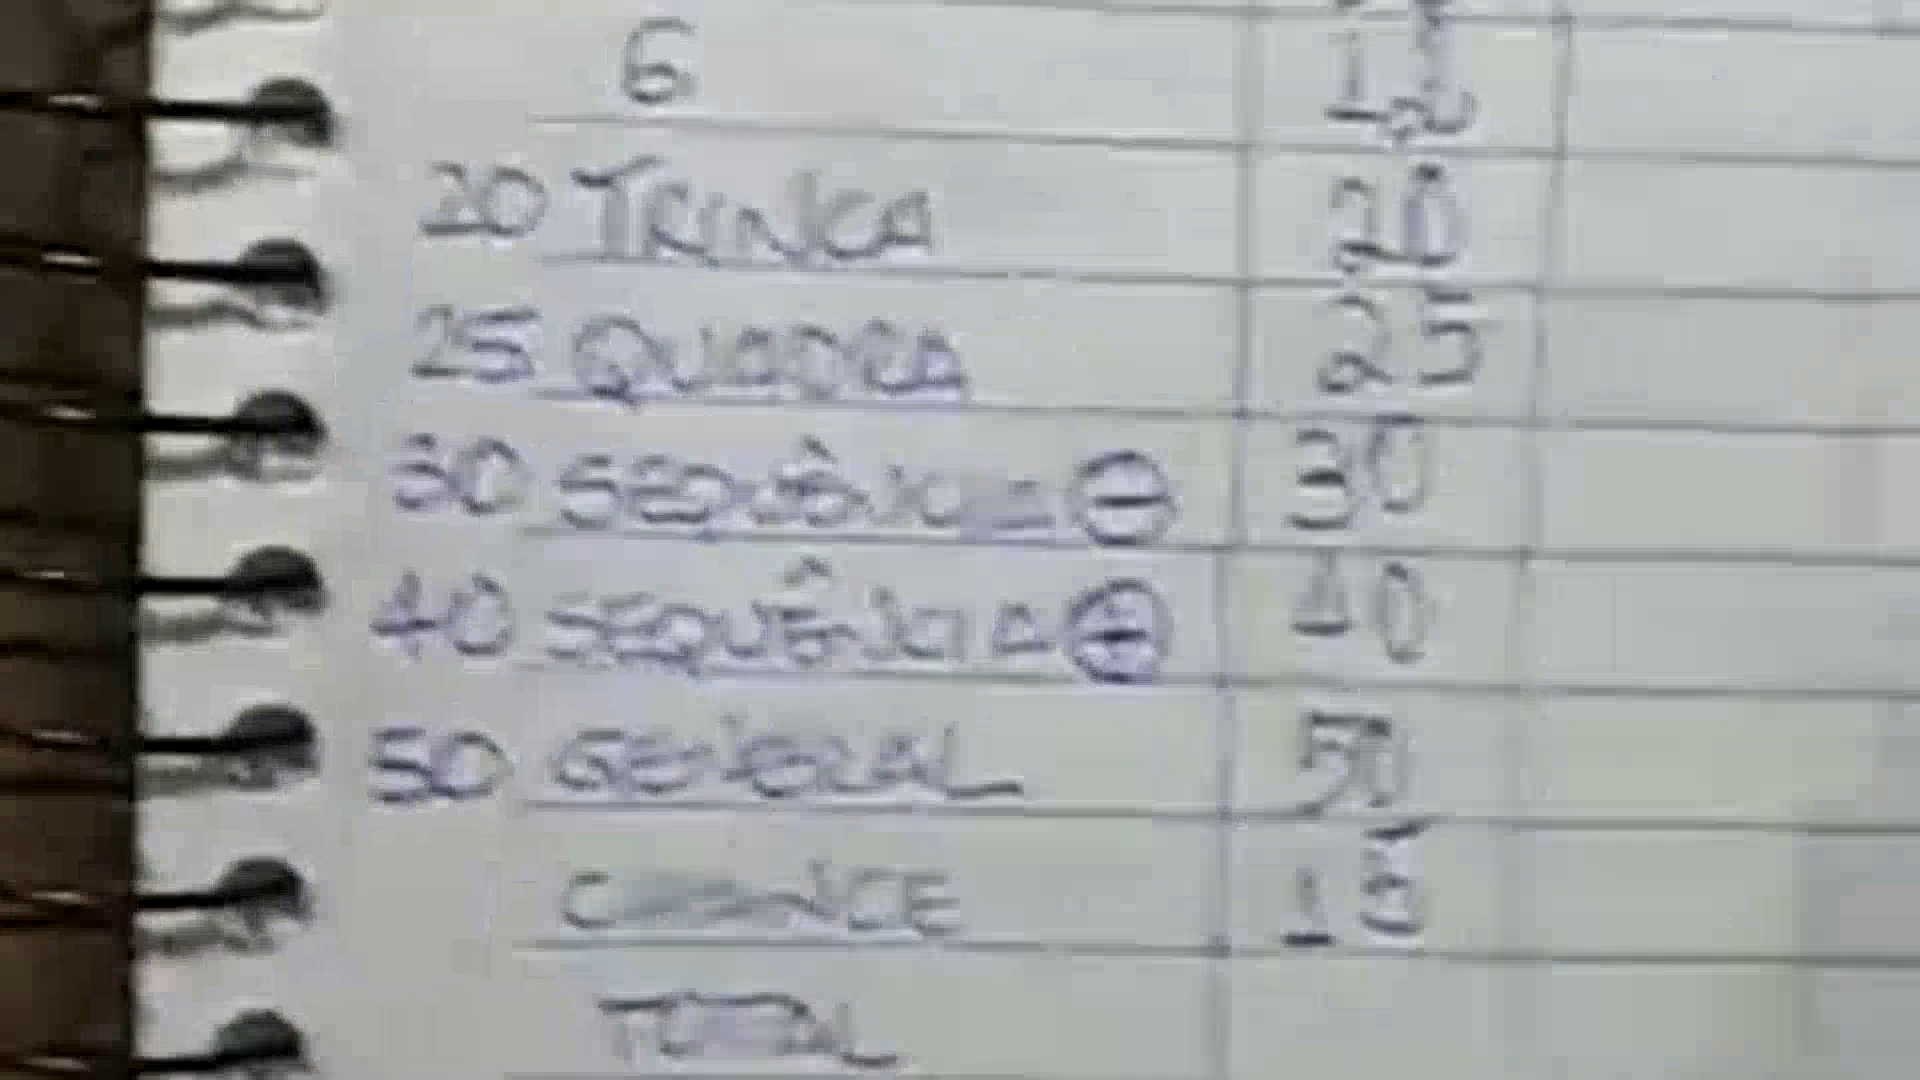 6 18
20 TRINCA 20
25 QUADRA 25
30 SEQUÊNCIA - 30
40 SEQUÊNCIA + 40
50 GENERAL 50
CHANCE
TOTAL